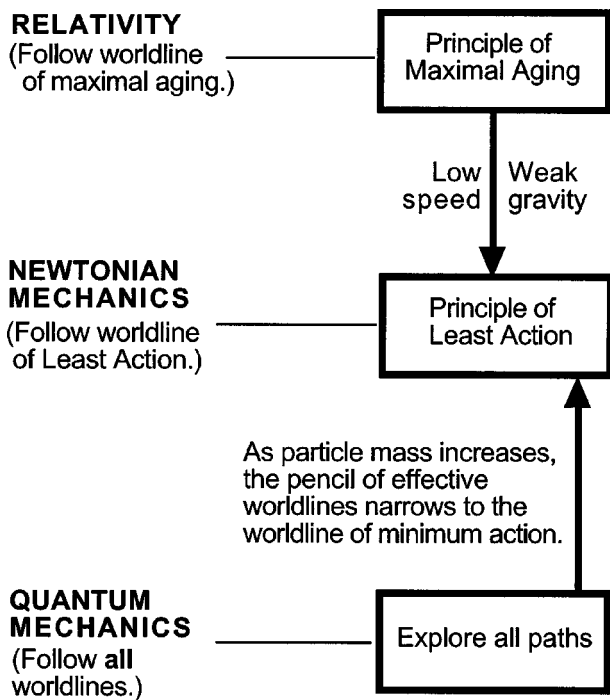 RELATIVITY
(Follow worldline
of maximal aging.)
Principle of
Maximal Aging
Low Weak
speed gravity
NEWTONIAN
MECHANICS
(Follow worldline
of Least Action.)
Principle of
Least Action
As particle mass increases,
the pencil of effective
worldlines narrows to the
worldline of minimum action.
QUANTUM
MECHANICS
(Follow all
worldlines.)
Explore all paths